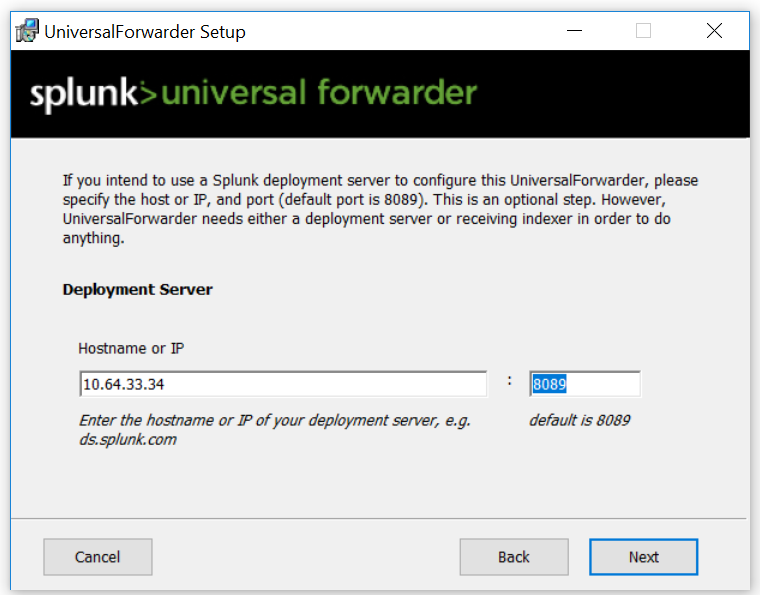 UniversalForwarder Setup
splunk> universal forwarder
If you intend to use a Splunk deployment server to configure this UniversalForwarder, please
specify the host or IP, and port (default port is 8089). This is an optional step. However,
UniversalForwarder needs either a deployment server or receiving indexer in order to do
anything.
Deployment Server
Hostname or IP
10.64.33.34 : 8089
Enter the hostname or IP of your deployment server, e.g. default is 8089
ds.splunk.com
Cancel Back Next